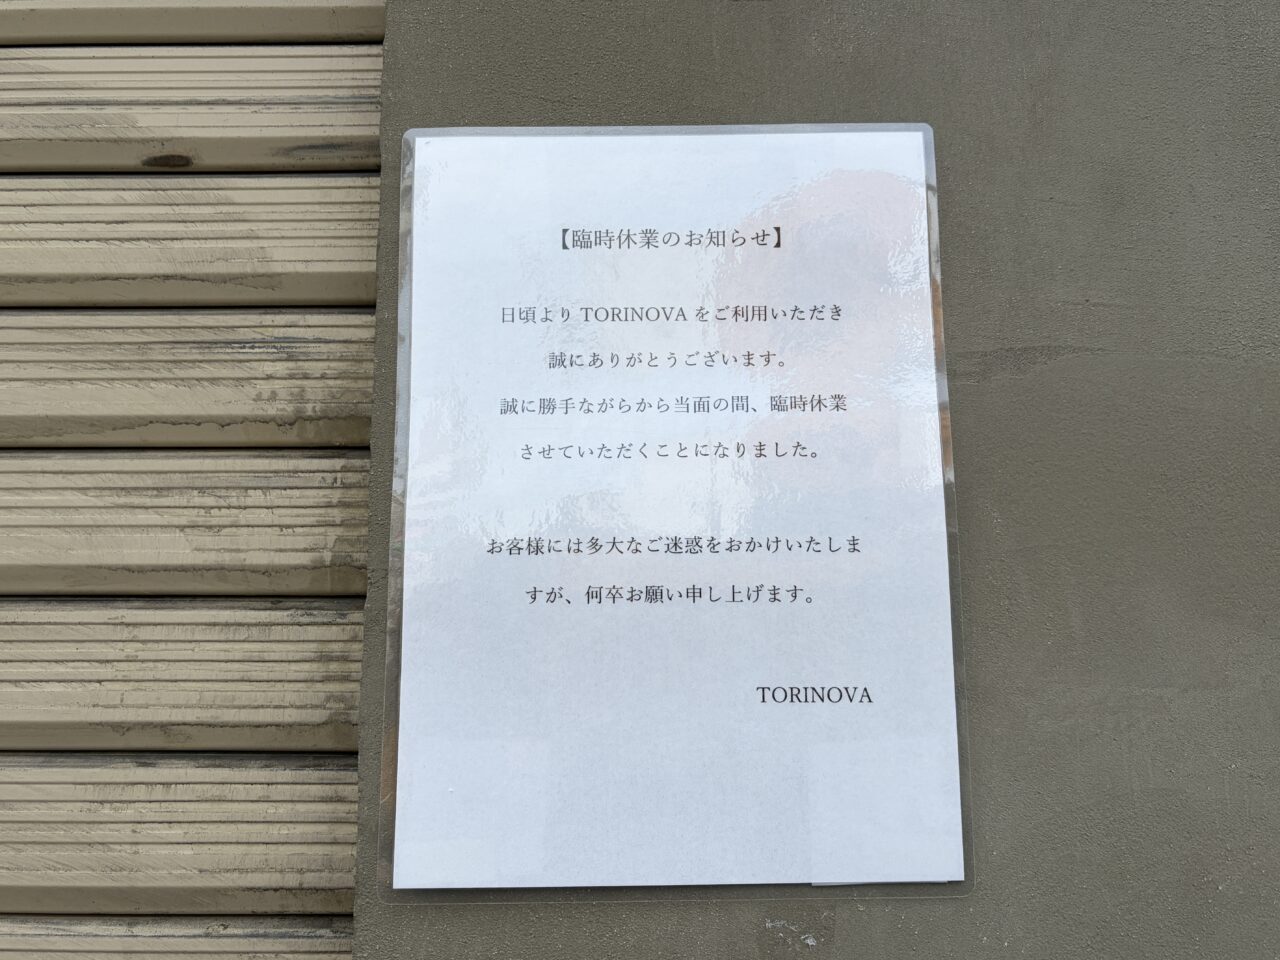 【臨時休業のお知らせ】
日頃より TORINOVA をご利用いただき
誠にありがとうございます。
誠に勝手ながらから当面の間、臨時休業
させていただくことになりました。
お客様には多大なご迷惑をおかけいたしま
すが、何卒お願い申し上げます。
TORINOVA